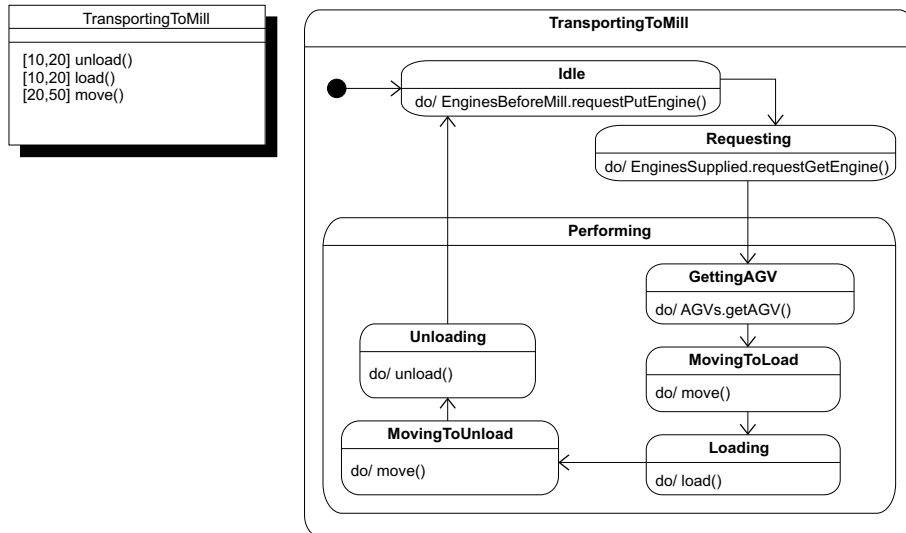 TransportingToMill
[10,20] unload()
[10,20] load()
[20,50] move()
TransportingToMill
Idle
do/ EnginesBeforeMill.requestPutEngine()
Requesting
do/ EnginesSupplied.requestGetEngine()
Performing
GettingAGV
do/ AGVs.getAGV()
Unloading
do/ unload()
MovingToLoad
do/ move()
MovingToUnload
do/ move()
Loading
do/ load()